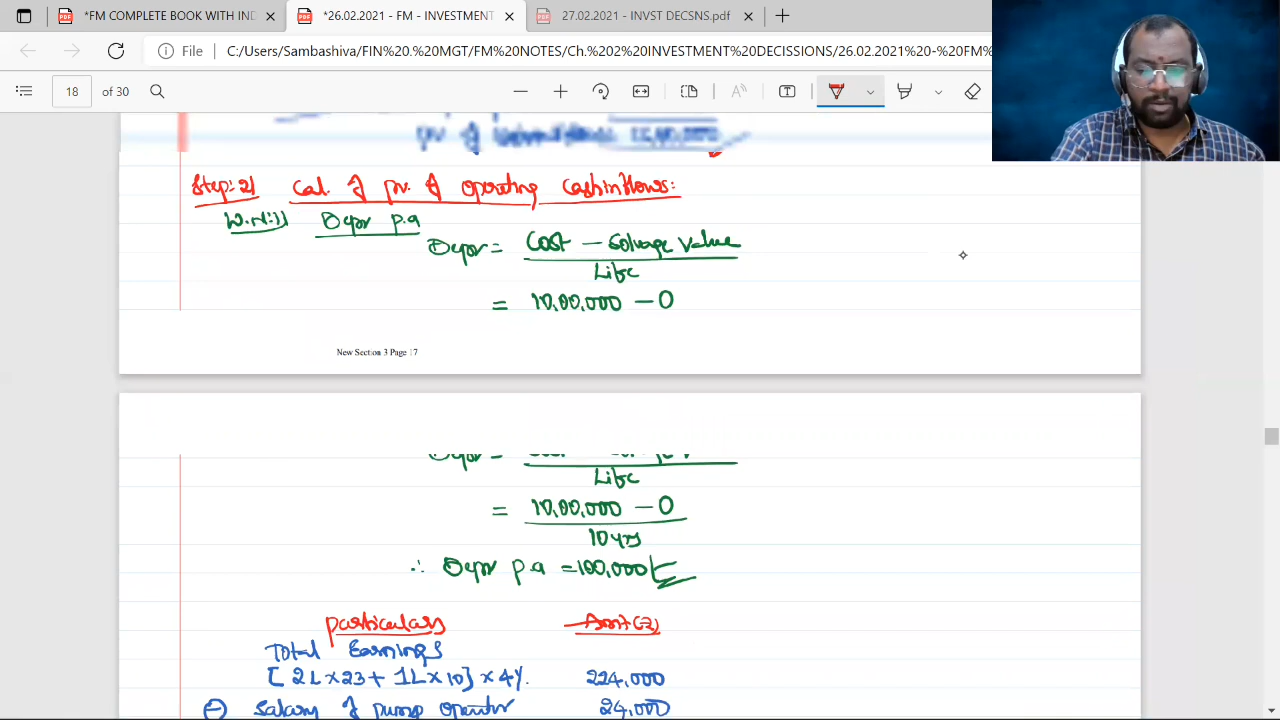 *FM COMPLETE BOOK WITH IND
*26.02.2021 - FM - INVESTMENT
27.02.2021 - INVST DECSNS.pdf
File C:/Users/Sambashiva/FIN%20.%20MGT/FM%20NOTES/Ch.%202%20INVESTMENT%20DECISSIONS/26.02.2021%20-%20FM%
18 of 30
Step:2) Cal. of pv. of operating Cashinflows:
W.N:1) Depr p.a
Depr = Cost - Salvage Value
Life
= 10,00,000 - 0
New Section 3 Page 17
Life
= 10,00,000 - 0
10 yrs
∴ Depr p.a = 100,000
Particulars Amt(₹)
Total Earnings
[2L×23 + 1L×10] × 4%. 224,000
(-) Salary of pump operator 24,000